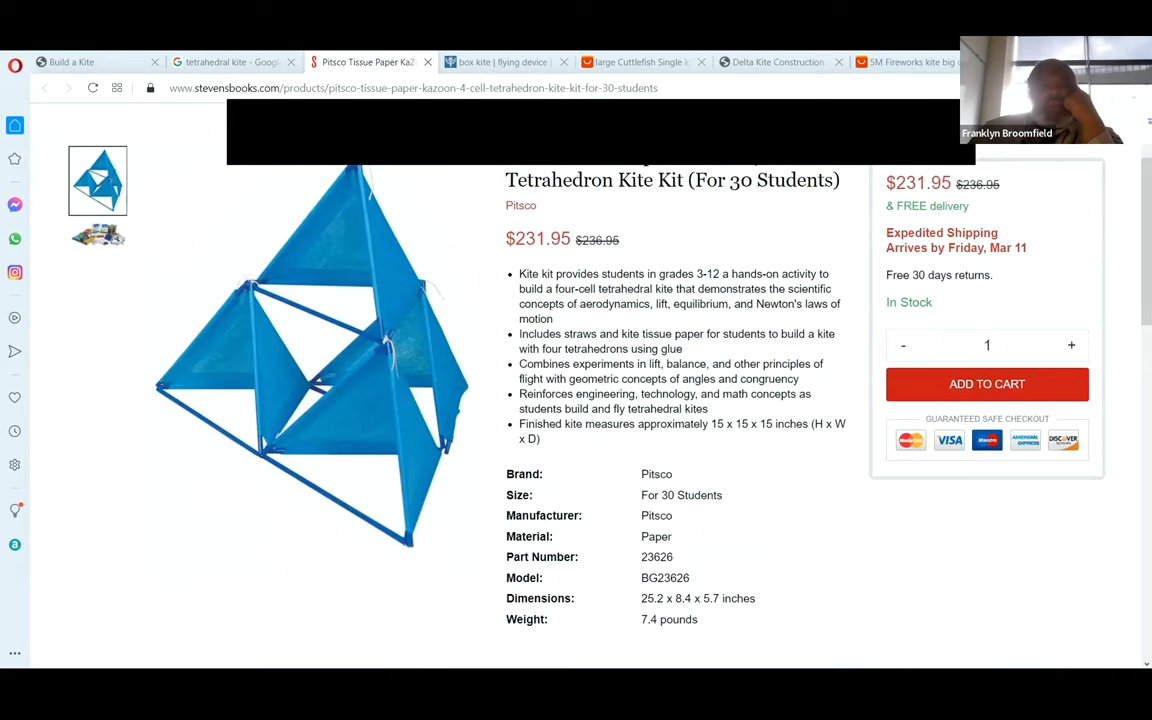 Build a Kite
tetrahedral kite - Googl
Pitsco Tissue Paper KaZ
box kite | flying device |
large Cuttlefish Single k
Delta Kite Construction
5M Fireworks kite big
www.stevensbooks.com/products/pitsco-tissue-paper-kazoon-4-cell-tetrahedron-kite-kit-for-30-students
Franklyn Broomfield
Tetrahedron Kite Kit (For 30 Students)
Pitsco
$231.95 $236.95
Kite kit provides students in grades 3-12 a hands-on activity to
build a four-cell tetrahedral kite that demonstrates the scientific
concepts of aerodynamics, lift, equilibrium, and Newton's laws of
motion
Includes straws and kite tissue paper for students to build a kite
with four tetrahedrons using glue
Combines experiments in lift, balance, and other principles of
flight with geometric concepts of angles and congruency
Reinforces engineering, technology, and math concepts as
students build and fly tetrahedral kites
Finished kite measures approximately 15 x 15 x 15 inches (H x W
x D)
Brand: Pitsco
Size: For 30 Students
Manufacturer: Pitsco
Material: Paper
Part Number: 23626
Model: BG23626
Dimensions: 25.2 x 8.4 x 5.7 inches
Weight: 7.4 pounds
$231.95 $236.95
& FREE delivery
Expedited Shipping
Arrives by Friday, Mar 11
Free 30 days returns.
In Stock
- 1 +
ADD TO CART
GUARANTEED SAFE CHECKOUT
MasterCard VISA Maestro AMERICAN EXPRESS DISCOVER